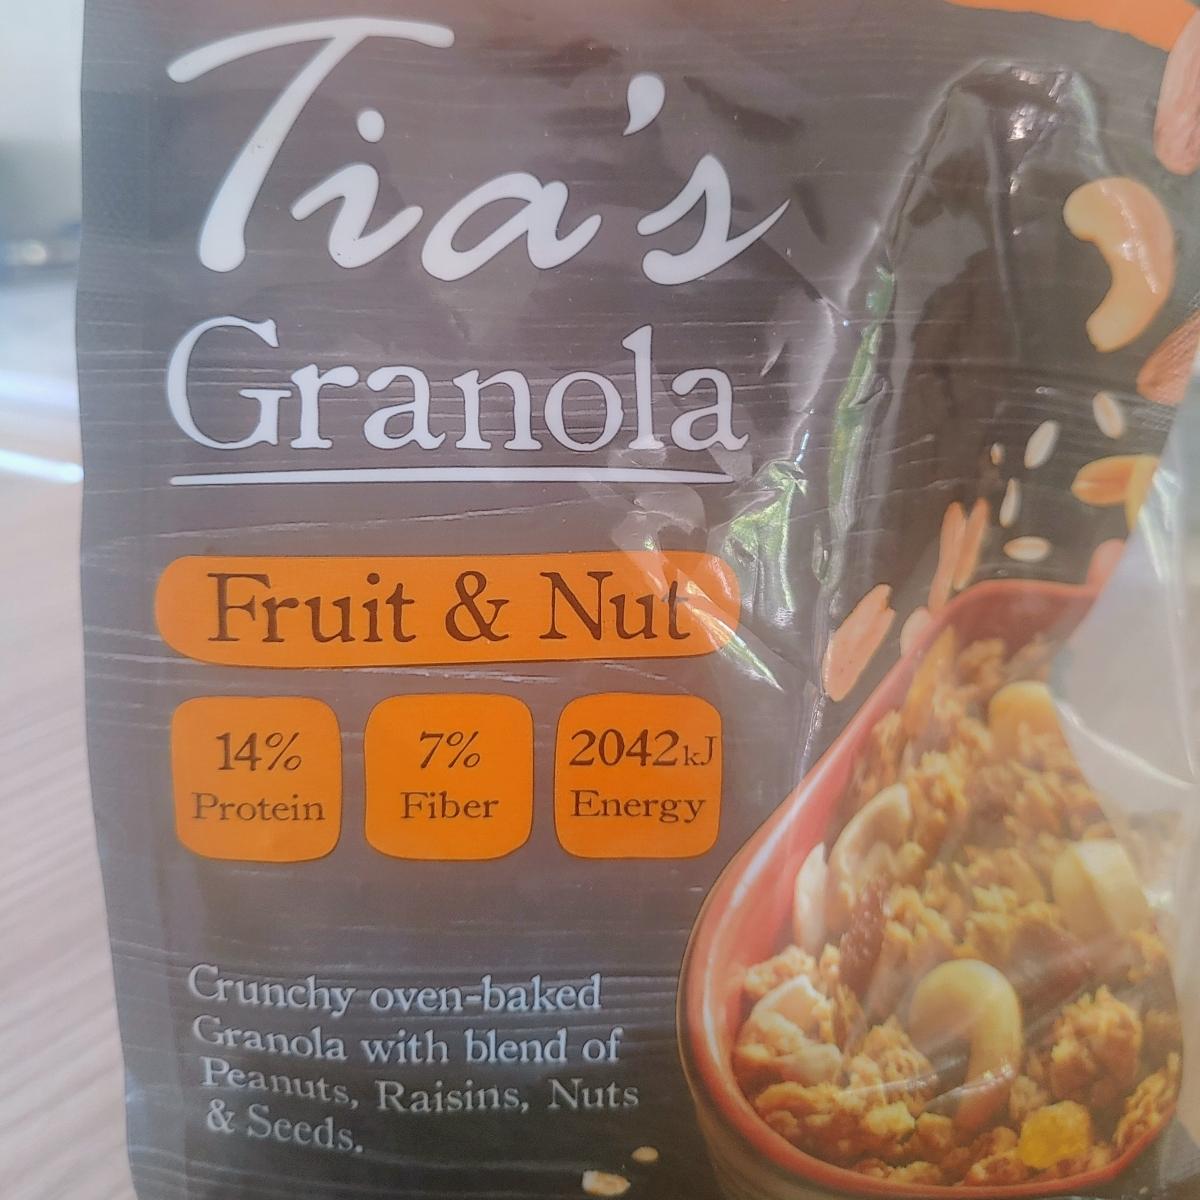 Tia's
Granola
Fruit & Nut
14%
Protein
7%
Fiber
2042kJ
Energy
Crunchy oven-baked
Granola with blend of
Peanuts, Raisins, Nuts
& Seeds.